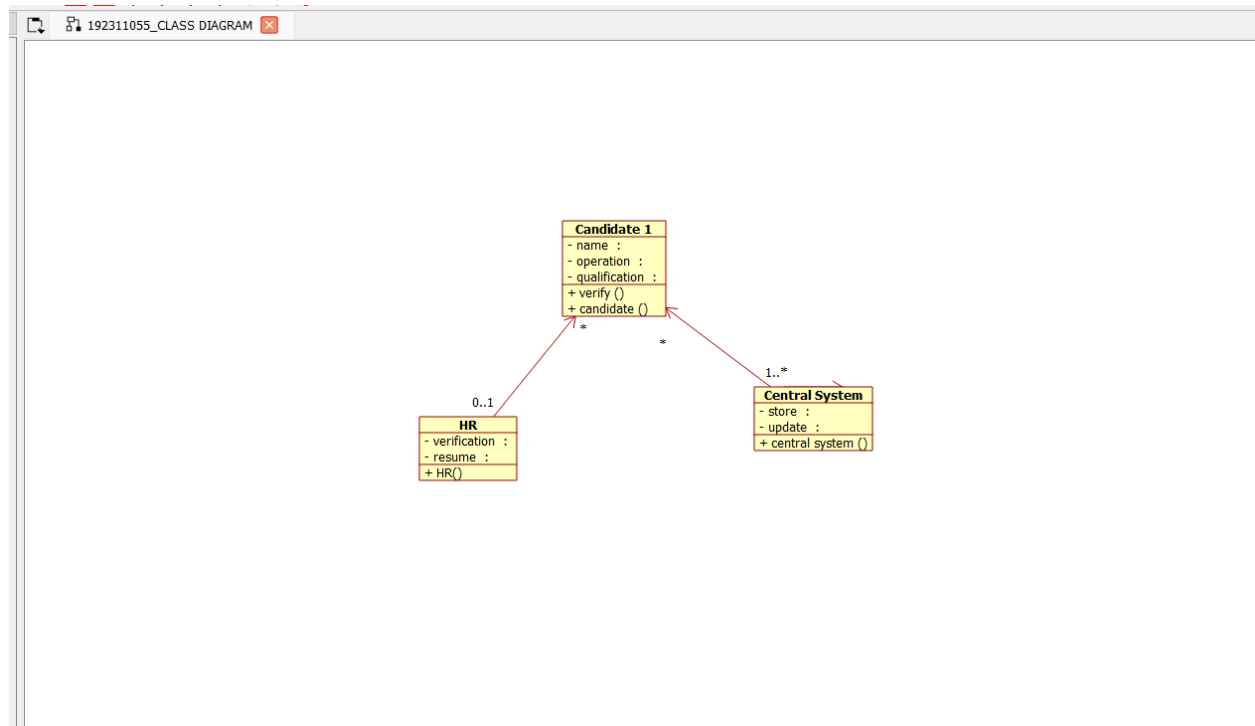 192311055_CLASS DIAGRAM
Candidate 1
- name :
- operation :
- qualification :
+ verify ()
+ candidate ()
*
*
1..*
0..1
Central System
- store :
- update :
+ central system ()
HR
- verification :
- resume :
+ HR()